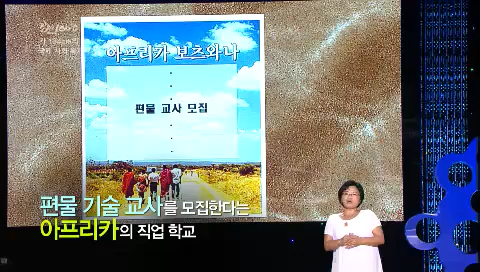 아프리카 보츠와나
편물 교사 모집
편물 기술 교사를 모집한다는
아프리카의 직업 학교